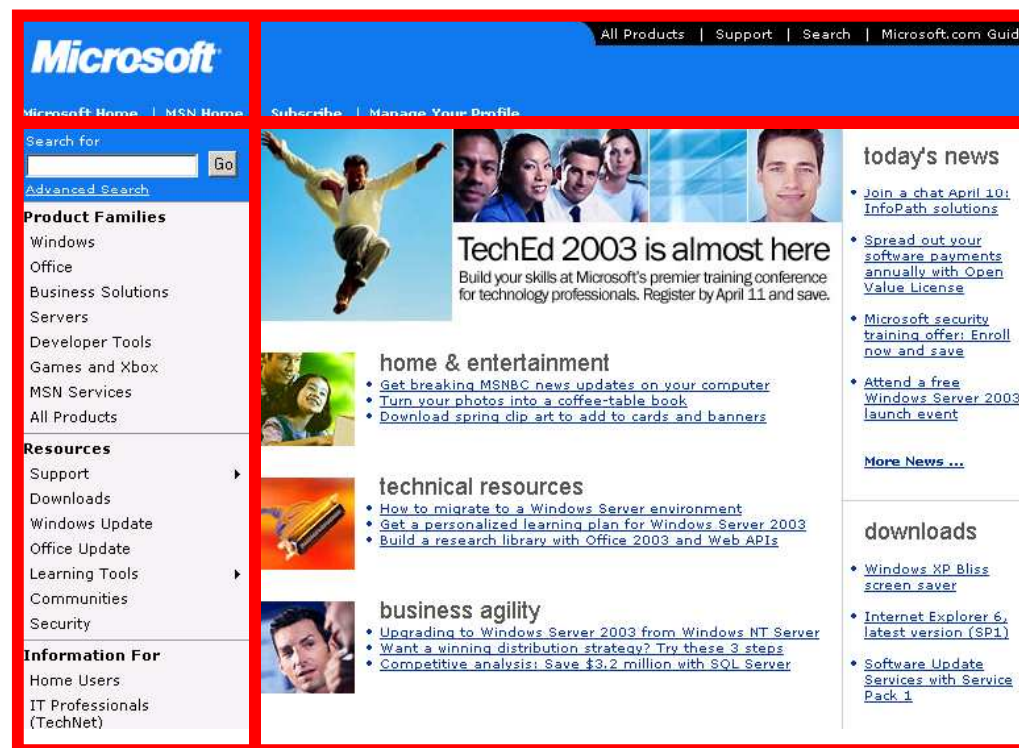 Microsoft
All Products | Support | Search | Microsoft.com Guid
Microsoft Home | MSN Home | Subscribe | Manage Your Profile
Search for
Go
Advanced Search
Product Families
Windows
Office
Business Solutions
Servers
Developer Tools
Games and Xbox
MSN Services
All Products
Resources
Support
Downloads
Windows Update
Office Update
Learning Tools
Communities
Security
Information For
Home Users
IT Professionals
(TechNet)
TechEd 2003 is almost here
Build your skills at Microsoft's premier training conference
for technology professionals. Register by April 11 and save.
home & entertainment
• Get breaking MSNBC news updates on your computer
• Turn your photos into a coffee-table book
• Download spring clip art to add to cards and banners
technical resources
• How to migrate to a Windows Server environment
• Get a personalized learning plan for Windows Server 2003
• Build a research library with Office 2003 and Web APIs
business agility
• Upgrading to Windows Server 2003 from Windows NT Server
• Want a winning distribution strategy? Try these 3 steps
• Competitive analysis: Save $3.2 million with SQL Server
today's news
• Join a chat April 10:
InfoPath solutions
• Spread out your
software payments
annually with Open
Value License
• Microsoft security
training offer: Enroll
now and save
• Attend a free
Windows Server 2003
launch event
More News ...
downloads
• Windows XP Bliss
screen saver
• Internet Explorer 6,
latest version (SP1)
• Software Update
Services with Service
Pack 1